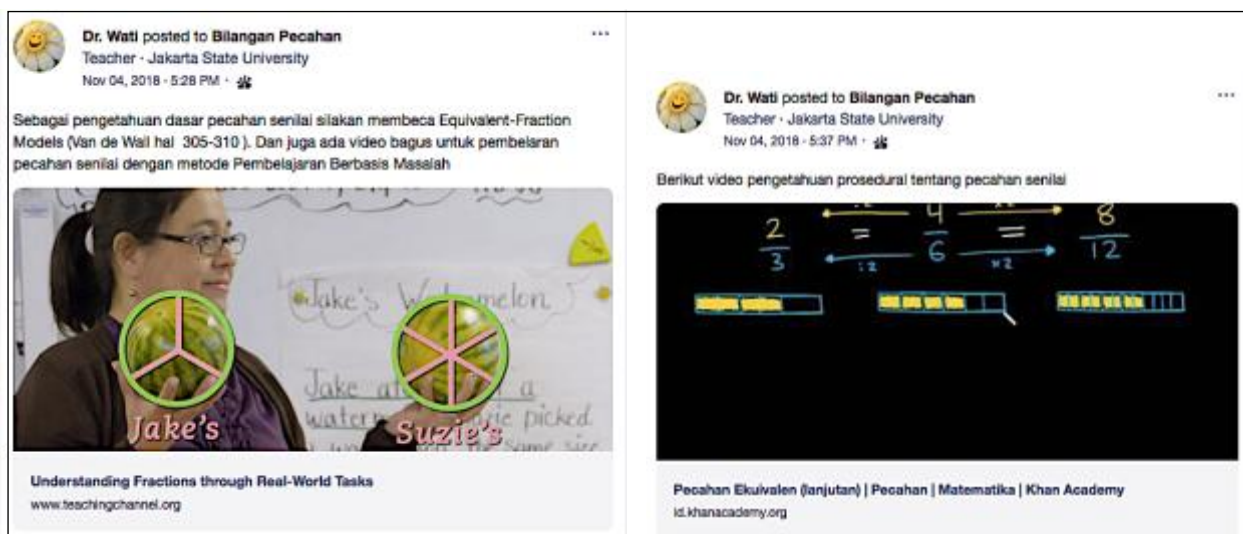 Dr. Wati posted to Bilangan Pecahan
Teacher · Jakarta State University
Nov 04, 2018 · 5:28 PM ·
Sebagai pengetahuan dasar pecahan senilai silakan membeca Equivalent-Fraction
Models (Van de Wall hal 305-310 ). Dan juga ada video bagus untuk pembelaran
pecahan senilai dengan metode Pembelajaran Berbasis Masalah
Jake's Watermelon
Jake a
picked
the same size
Jake's
Suzie's
Understanding Fractions through Real-World Tasks
www.teachingchannel.org
Dr. Wati posted to Bilangan Pecahan
Teacher · Jakarta State University
Nov 04, 2018 · 5:37 PM ·
Berikut video pengetahuan prosedural tentang pecahan senilai
:2 x2
2 = 4 = 8
3 6 12
:2 x2
Pecahan Ekuivalen (lanjutan) | Pecahan | Matematika | Khan Academy
id.khanacademy.org